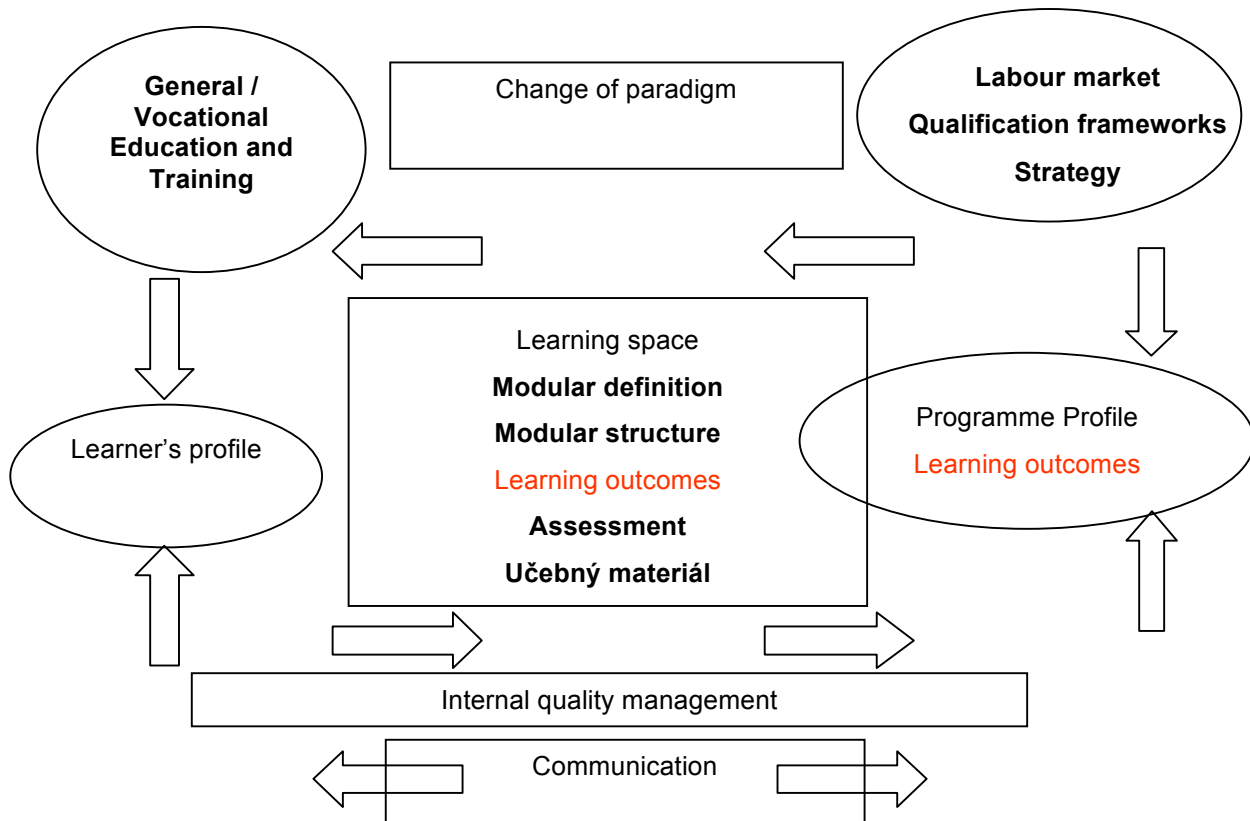 General /
Vocational
Education and
Training
Change of paradigm
Labour market
Qualification frameworks
Strategy
Learning space
Modular definition
Modular structure
Learning outcomes
Assessment
Učebný materiál
Learner’s profile
Programme Profile
Learning outcomes
Internal quality management
Communication